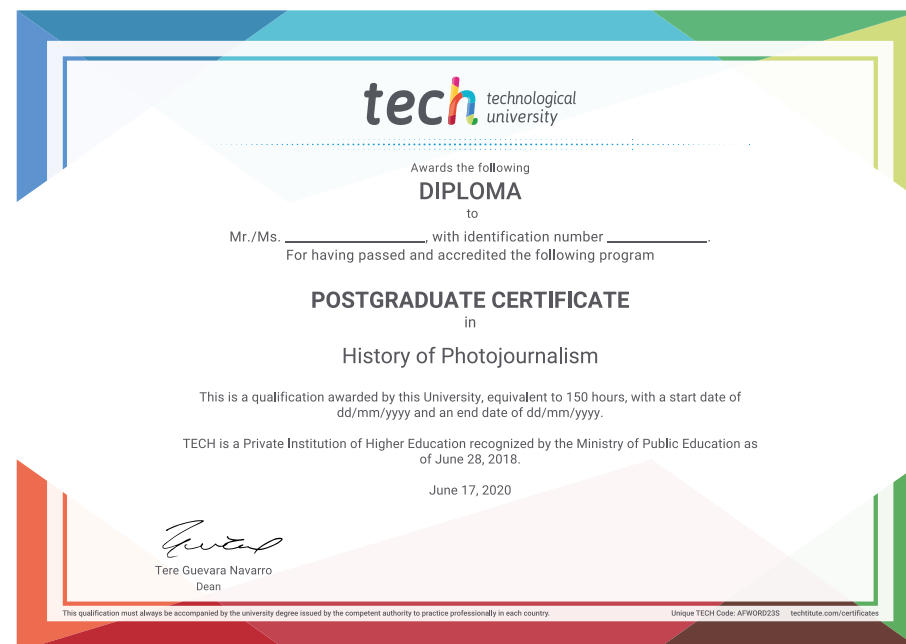 tech technological
university
Awards the following
DIPLOMA
to
Mr./Ms. ____________________, with identification number ______________.
For having passed and accredited the following program
POSTGRADUATE CERTIFICATE
in
History of Photojournalism
This is a qualification awarded by this University, equivalent to 150 hours, with a start date of
dd/mm/yyyy and an end date of dd/mm/yyyy.
TECH is a Private Institution of Higher Education recognized by the Ministry of Public Education as
of June 28, 2018.
June 17, 2020
Tere Guevara Navarro
Dean
This qualification must always be accompanied by the university degree issued by the competent authority to practice professionally in each country. Unique TECH Code: AFWORD23S techtitute.com/certificates